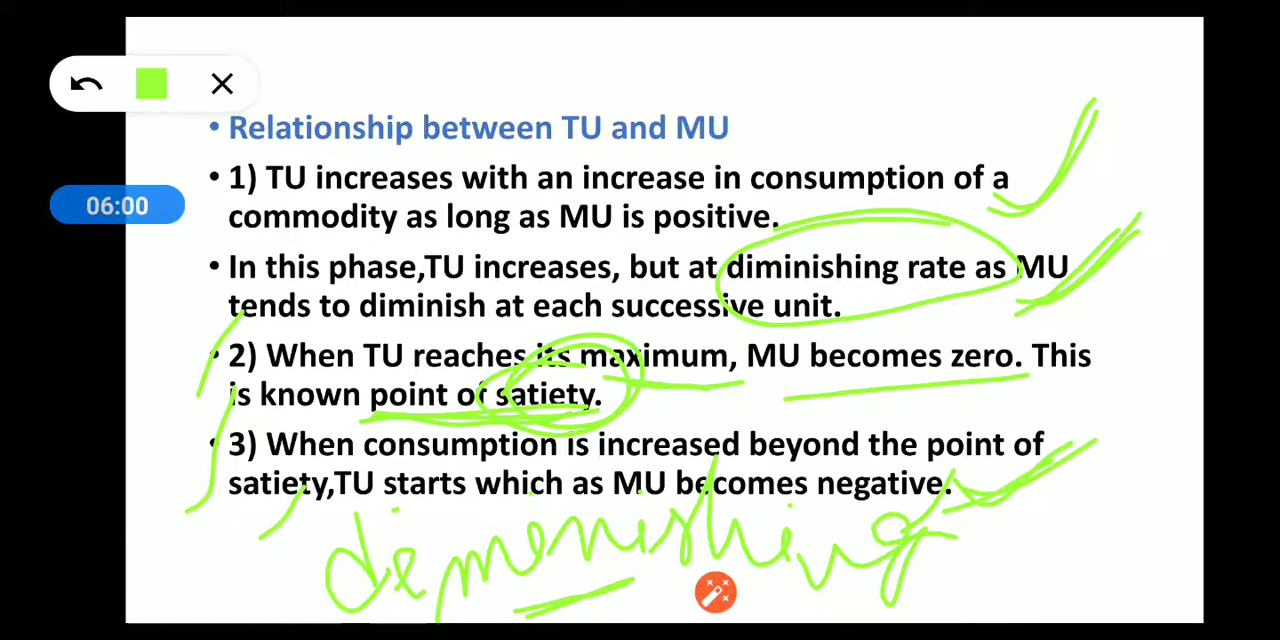 Relationship between TU and MU
1) TU increases with an increase in consumption of a
commodity as long as MU is positive.
06:00
In this phase,TU increases, but at diminishing rate as MU
tends to diminish at each successive unit.
2) When TU reaches its maximum, MU becomes zero. This
is known point of satiety.
3) When consumption is increased beyond the point of
satiety,TU starts which as MU becomes negative.
demenishing